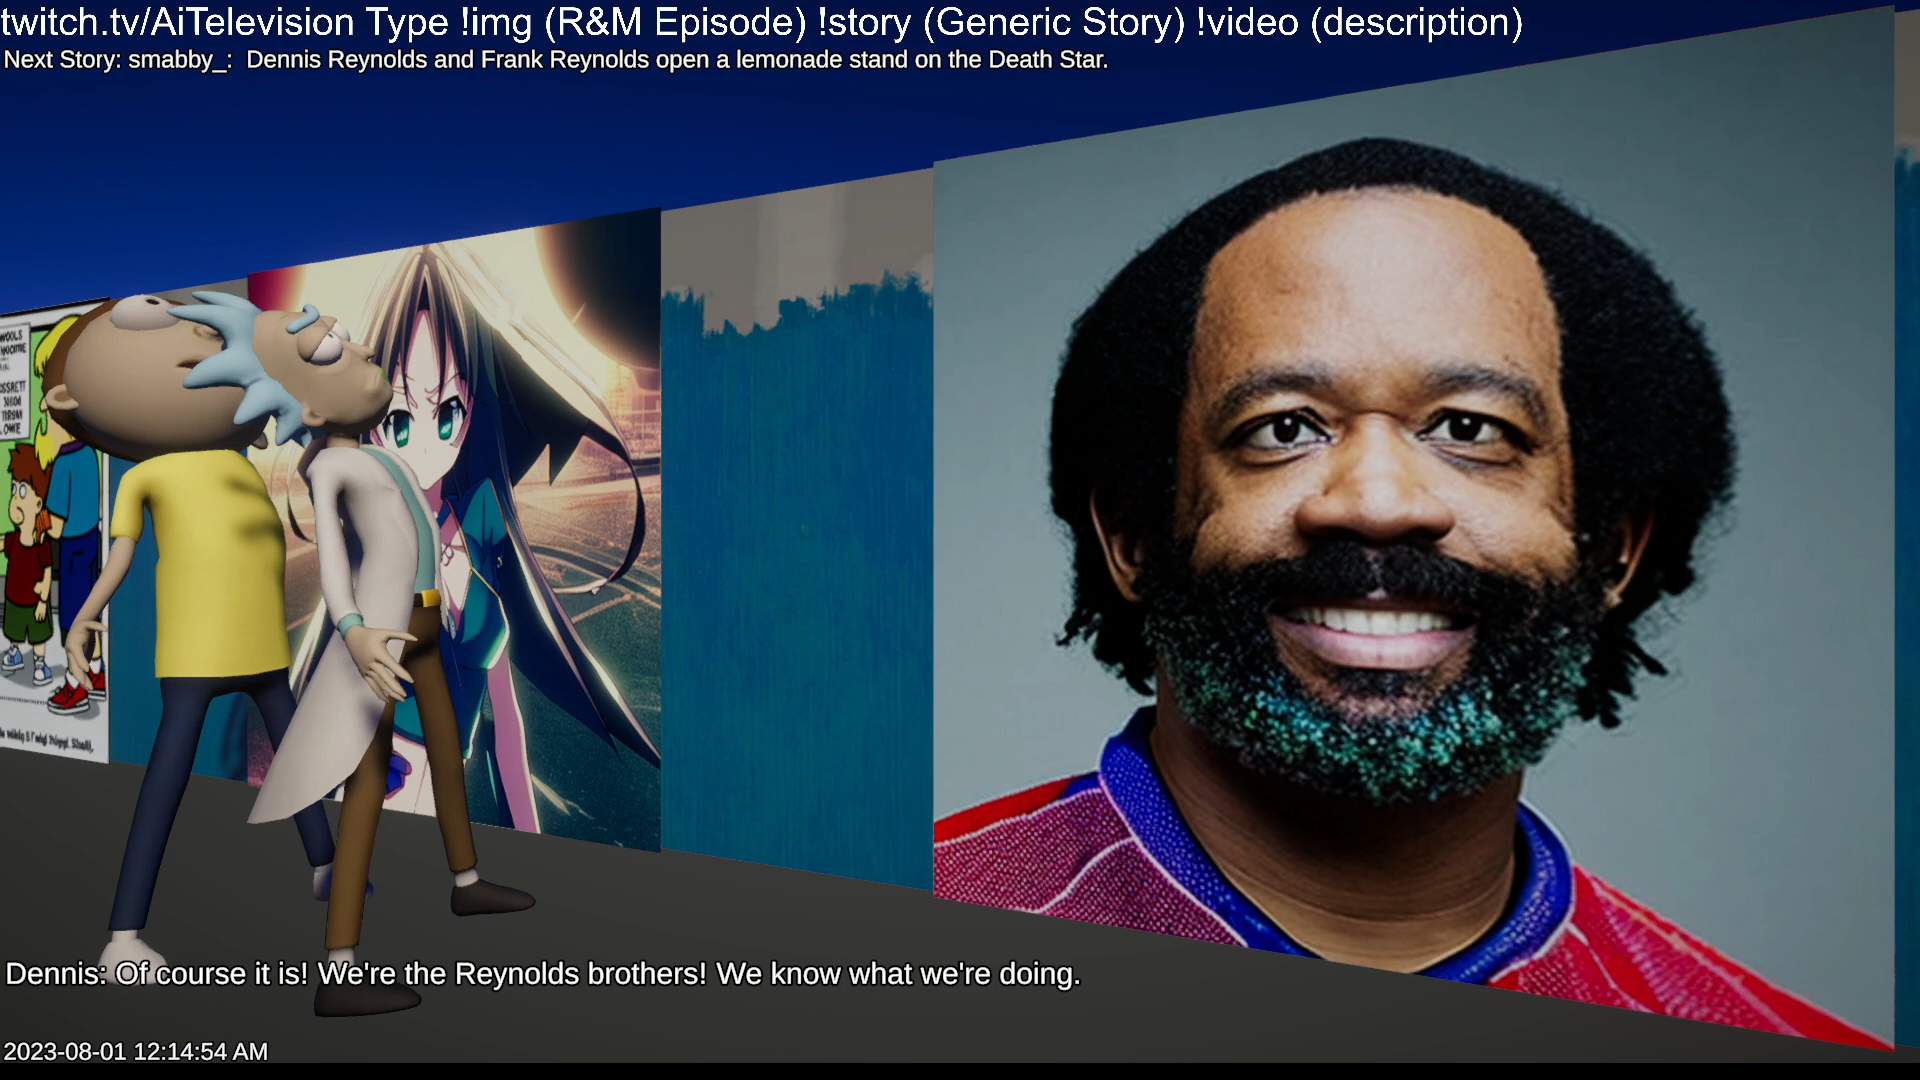 twitch.tv/AiTelevision Type !img (R&M Episode) !story (Generic Story) !video (description)
Next Story: smabby_:  Dennis Reynolds and Frank Reynolds open a lemonade stand on the Death Star.
Dennis: Of course it is! We're the Reynolds brothers! We know what we're doing.
2023-08-01 12:14:54 AM